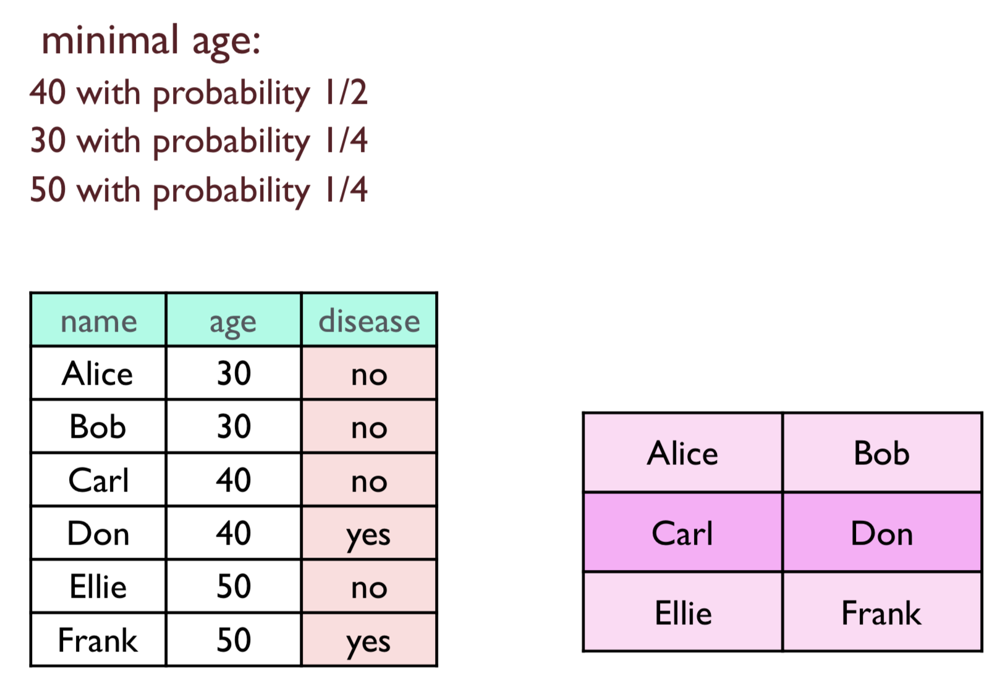 minimal age:
40 with probability 1/2
30 with probability 1/4
50 with probability 1/4
name age disease
Alice 30 no
Bob 30 no
Carl 40 no
Don 40 yes
Ellie 50 no
Frank 50 yes
Alice Bob
Carl Don
Ellie Frank